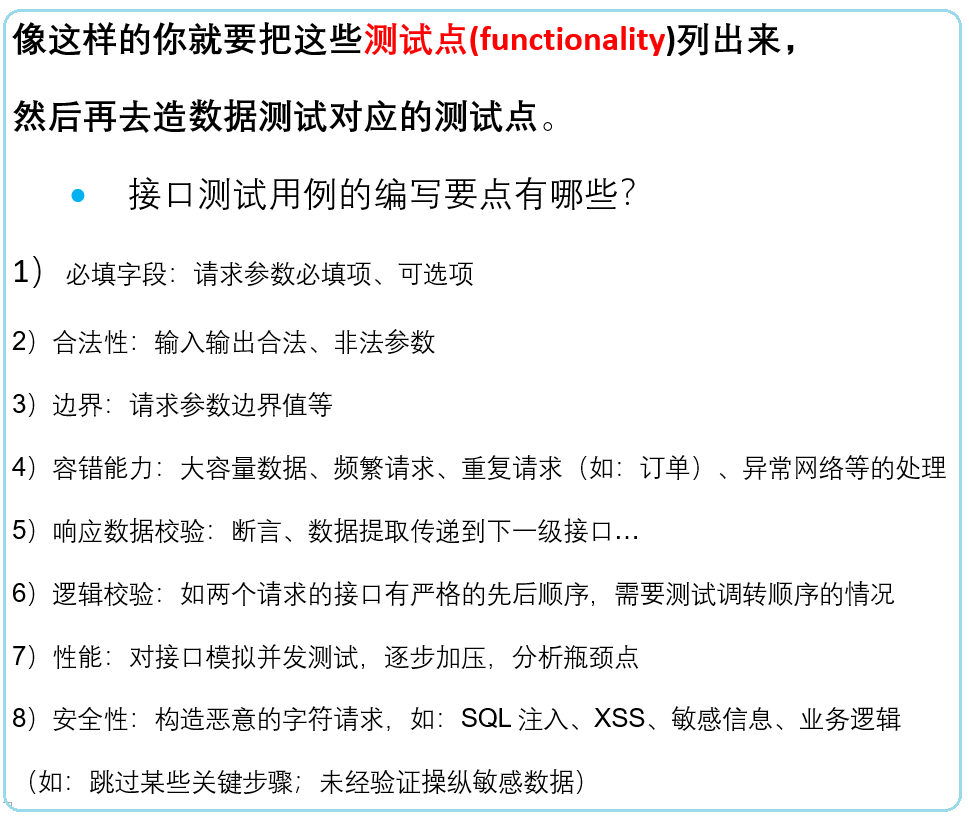 像这样的你就要把这些测试点(functionality)列出来，
然后再去造数据测试对应的测试点。
• 接口测试用例的编写要点有哪些？
1）必填字段：请求参数必填项、可选项
2）合法性：输入输出合法、非法参数
3）边界：请求参数边界值等
4）容错能力：大容量数据、频繁请求、重复请求（如：订单）、异常网络等的处理
5）响应数据校验：断言、数据提取传递到下一级接口…
6）逻辑校验：如两个请求的接口有严格的先后顺序，需要测试调转顺序的情况
7）性能：对接口模拟并发测试，逐步加压，分析瓶颈点
8）安全性：构造恶意的字符请求，如：SQL 注入、XSS、敏感信息、业务逻辑
（如：跳过某些关键步骤；未经验证操纵敏感数据）